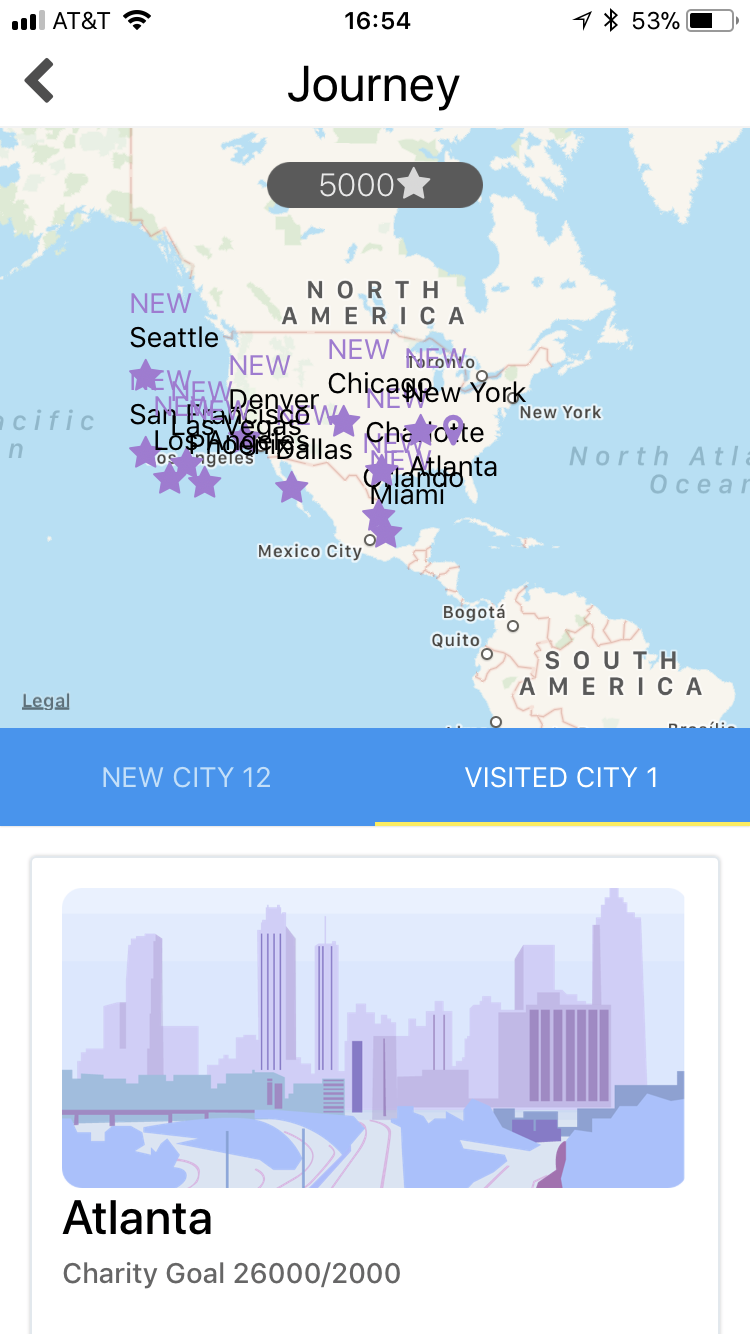 AT&T 16:54 53%
Journey
5000
NORTH
AMERICA
NEW
Seattle
NEW
Chicago
NEW
Toronto
NEW
Denver
New York
New York
NEW
San Francisco
NEW
Las Vegas
NEW
Los Angeles
Los Angeles
NEW
Phoenix
NEW
Dallas
NEW
Charlotte
Atlanta
NEW
Orlando
NEW
Miami
acific
n
North Atla
Ocean
Mexico City
Bogotá
Quito
SOUTH
AMERICA
Legal
NEW CITY 12
VISITED CITY 1
Atlanta
Charity Goal 26000/2000